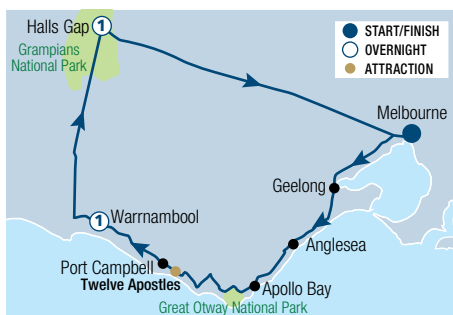 Halls Gap
1
Grampians
National Park
START/FINISH
1 OVERNIGHT
ATTRACTION
Melbourne
Geelong
1
Warrnambool
Anglesea
Port Campbell
Twelve Apostles
Apollo Bay
Great Otway National Park